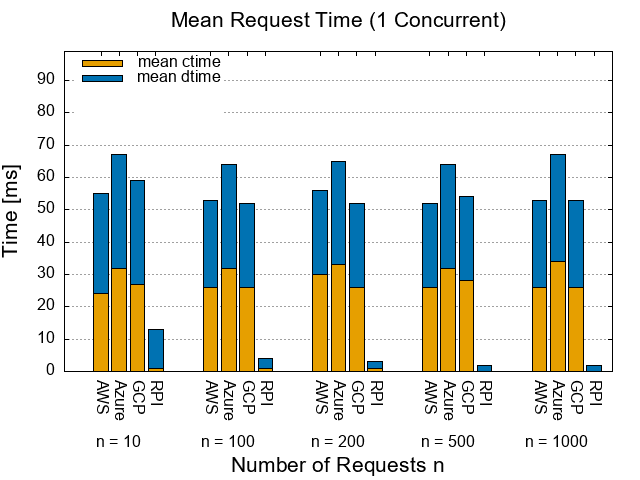 Mean Request Time (1 Concurrent)
mean ctime
mean dtime
Time [ms]
90
80
70
60
50
40
30
20
10
0
AWS Azure GCP RPI AWS Azure GCP RPI AWS Azure GCP RPI AWS Azure GCP RPI AWS Azure GCP RPI
n = 10 n = 100 n = 200 n = 500 n = 1000
Number of Requests n